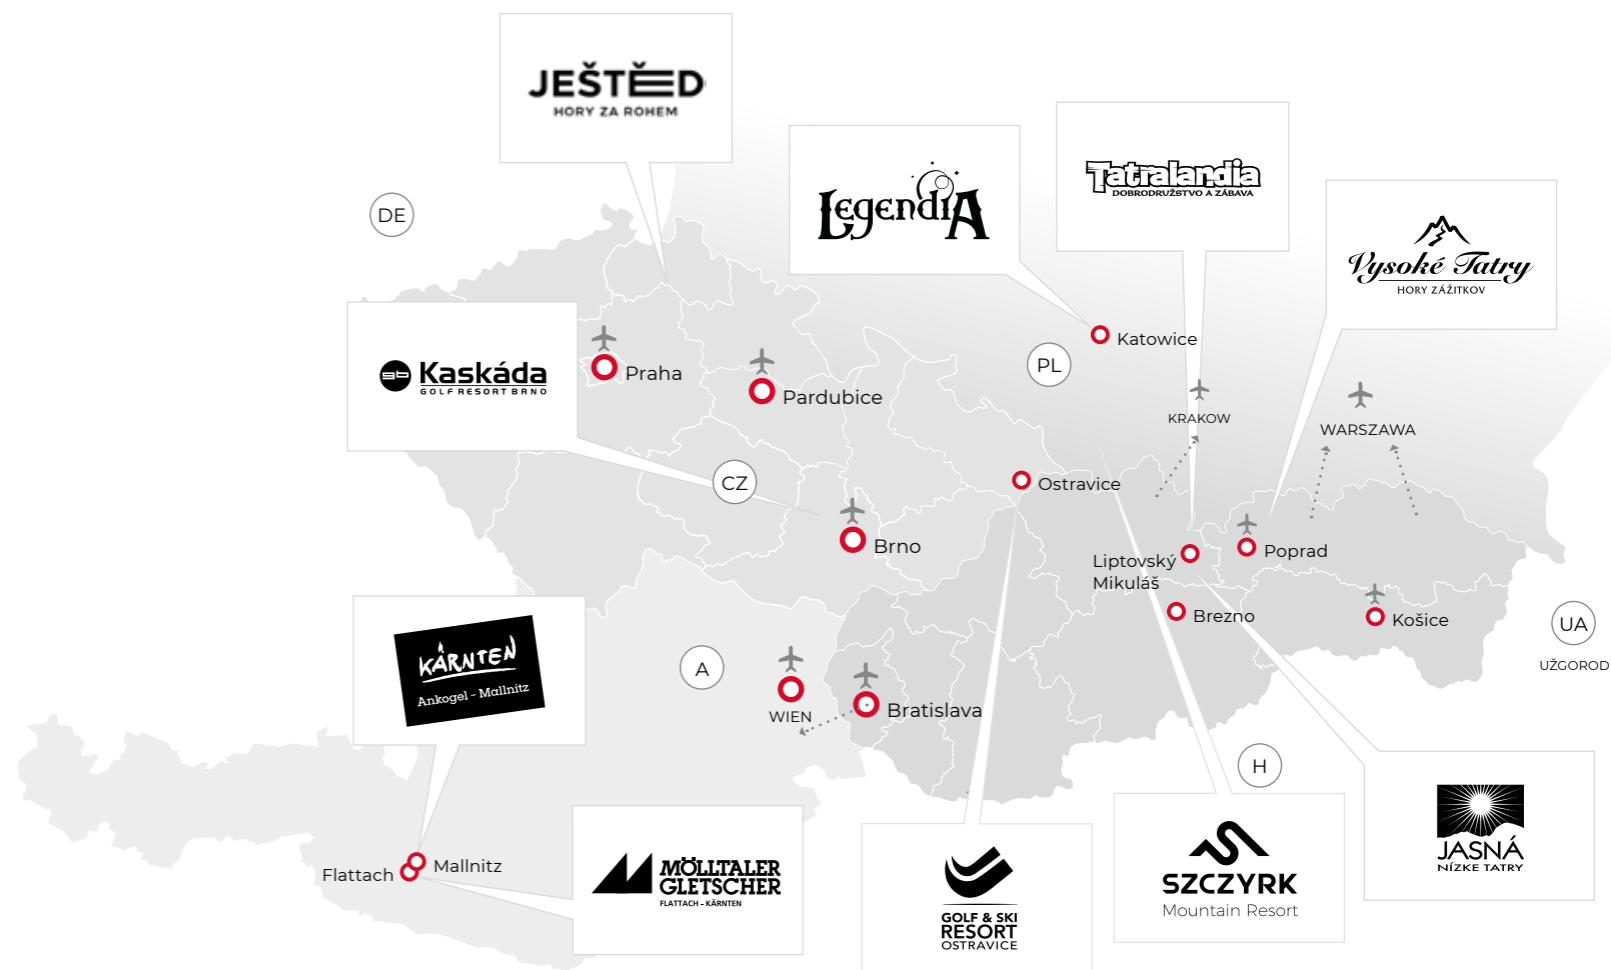 JEŠTĚD
HORY ZA ROHEM
Legendia
Tatralandia
DOBRODRUŽSTVO A ZÁBAVA
Vysoké Tatry
HORY ZÁŽITKOV
DE
Katowice
PL
sb Kaskáda
GOLF RESORT BRNO
Praha
Pardubice
KRAKOW
WARSZAWA
CZ
Ostravice
Brno
Liptovský
Mikuláš
Poprad
Brezno
Košice
UA
UŽGOROD
KÄRNTEN
Ankogel - Mallnitz
A
WIEN
Bratislava
H
Flattach
Mallnitz
MÖLLTALER
GLETSCHER
FLATTACH – KÄRNTEN
GOLF & SKI
RESORT
OSTRAVICE
SZCZYRK
Mountain Resort
JASNÁ
NÍZKE TATRY